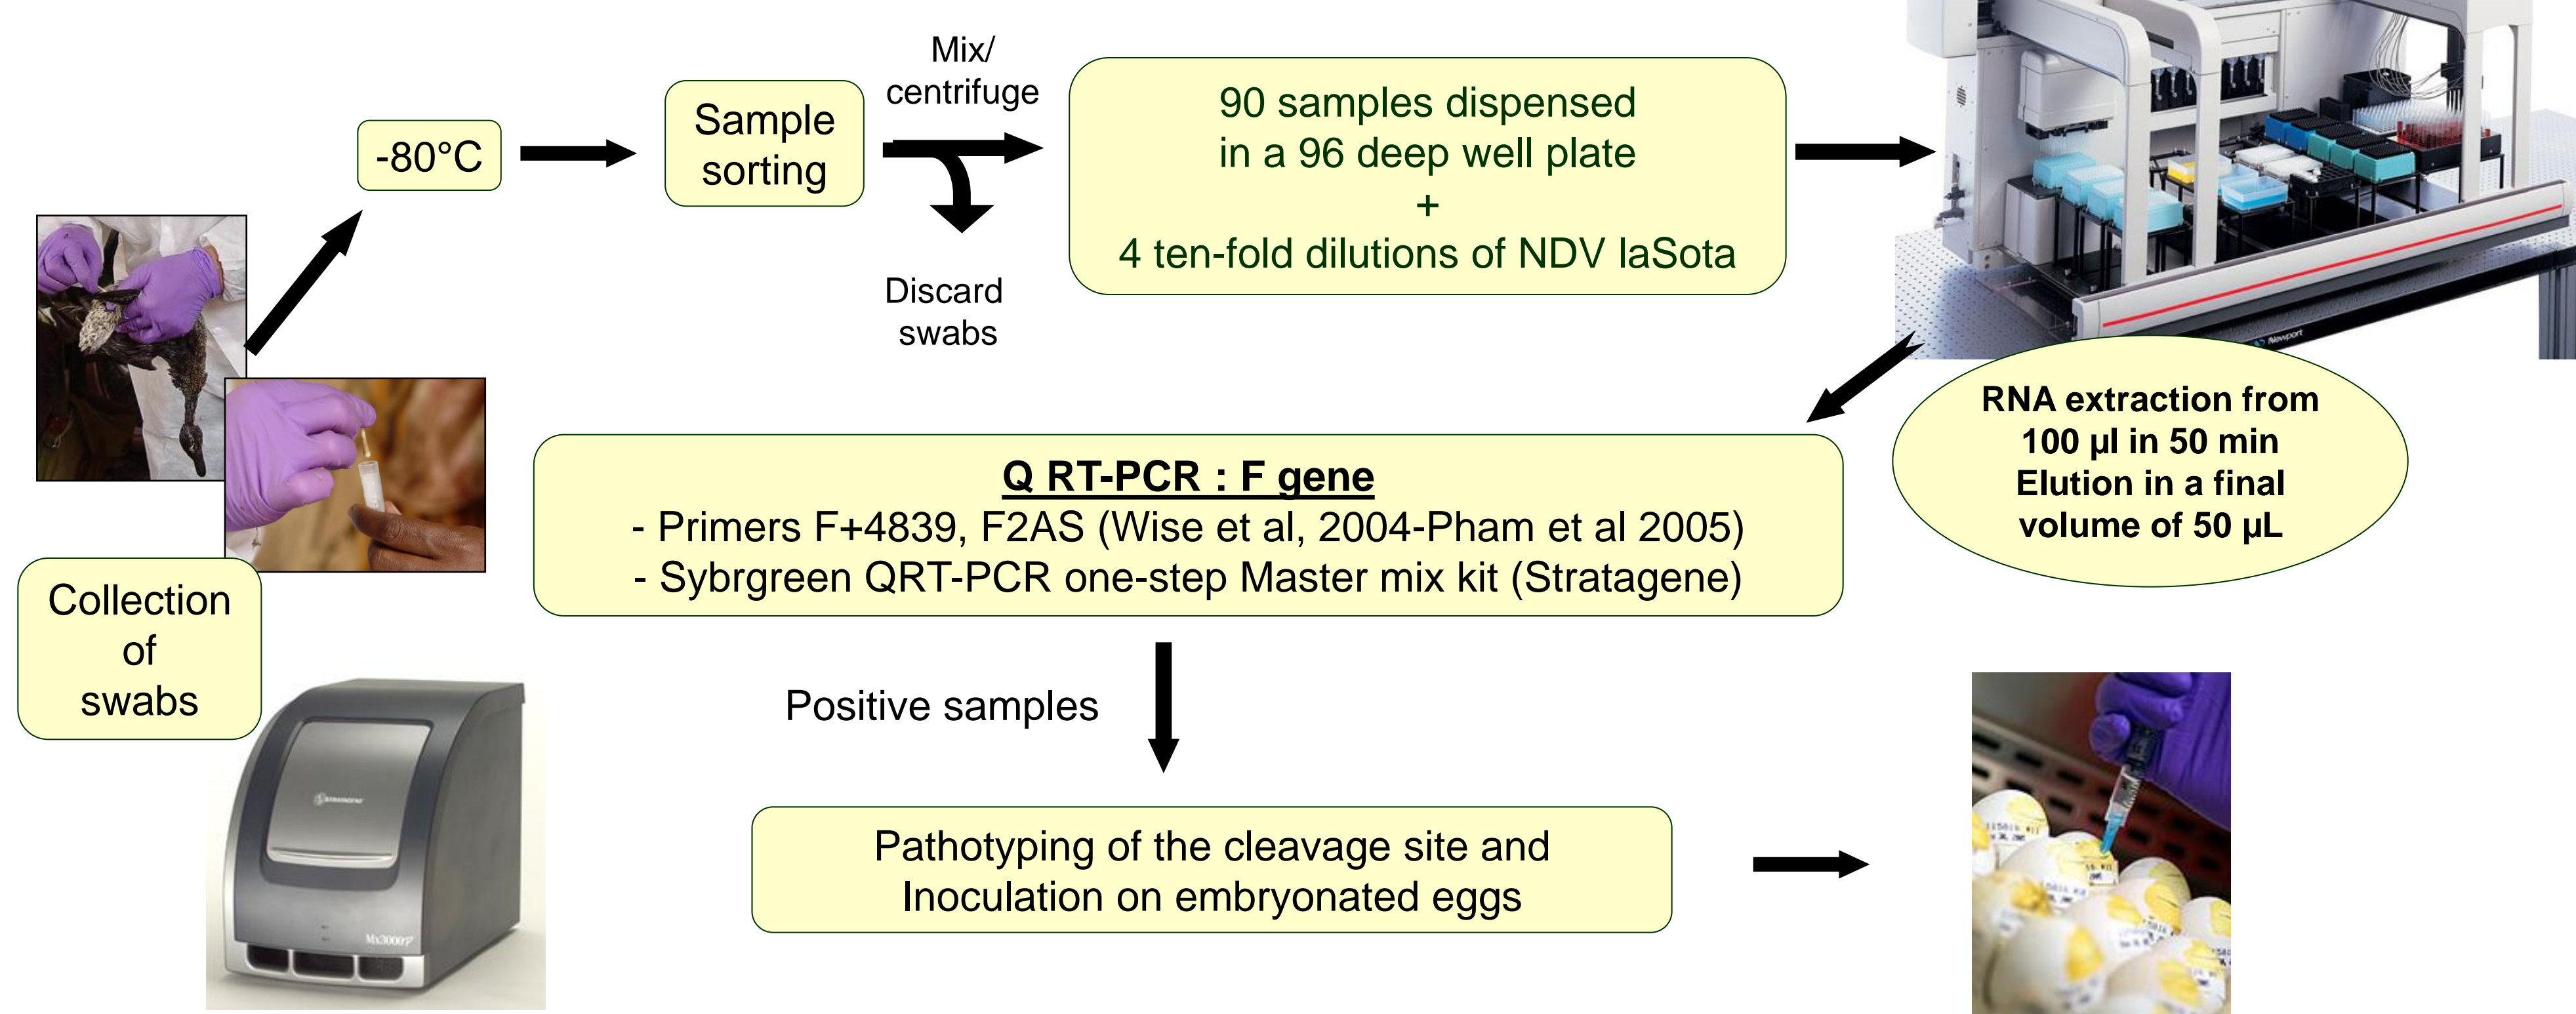 Collection
of
swabs
-80°C
Sample
sorting
Mix/
centrifuge
Discard
swabs
90 samples dispensed
in a 96 deep well plate
+
4 ten-fold dilutions of NDV laSota
Newport
RNA extraction from
100 µl in 50 min
Elution in a final
volume of 50 µL
Q RT-PCR : F gene
- Primers F+4839, F2AS (Wise et al, 2004-Pham et al 2005)
- Sybrgreen QRT-PCR one-step Master mix kit (Stratagene)
Positive samples
Pathotyping of the cleavage site and
Inoculation on embryonated eggs
STRATAGENE
Mx3000P